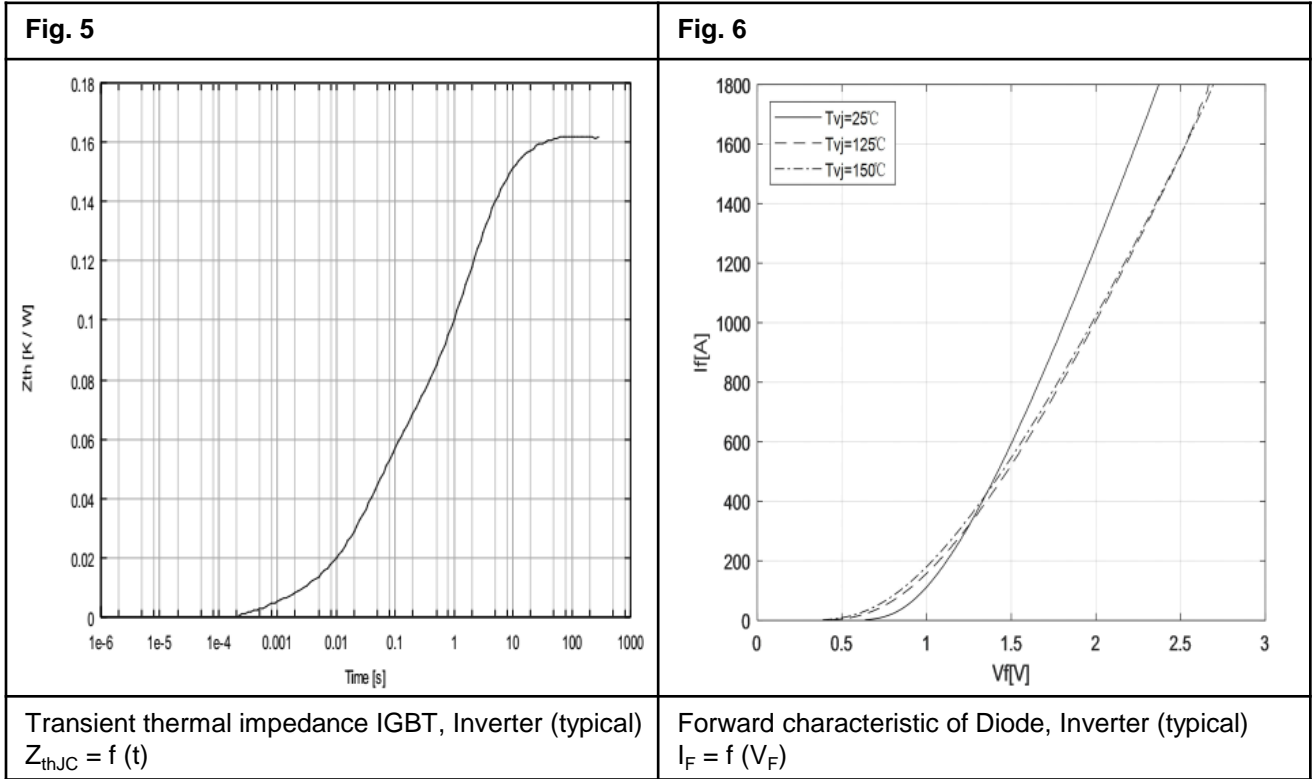 Fig. 5
0.18
0.16
0.14
0.12
0.1
0.08
0.06
0.04
0.02
0
Zth [K / W]
1e-6 1e-5 1e-4 0.001 0.01 0.1 1 10 100 1000
Time [s]
Transient thermal impedance IGBT, Inverter (typical)
ZthJC = f (t)
Fig. 6
1800
1600
1400
1200
1000
800
600
400
200
0
If[A]
Tvj=25℃
Tvj=125℃
Tvj=150℃
0 0.5 1 1.5 2 2.5 3
Vf[V]
Forward characteristic of Diode, Inverter (typical)
IF = f (VF)